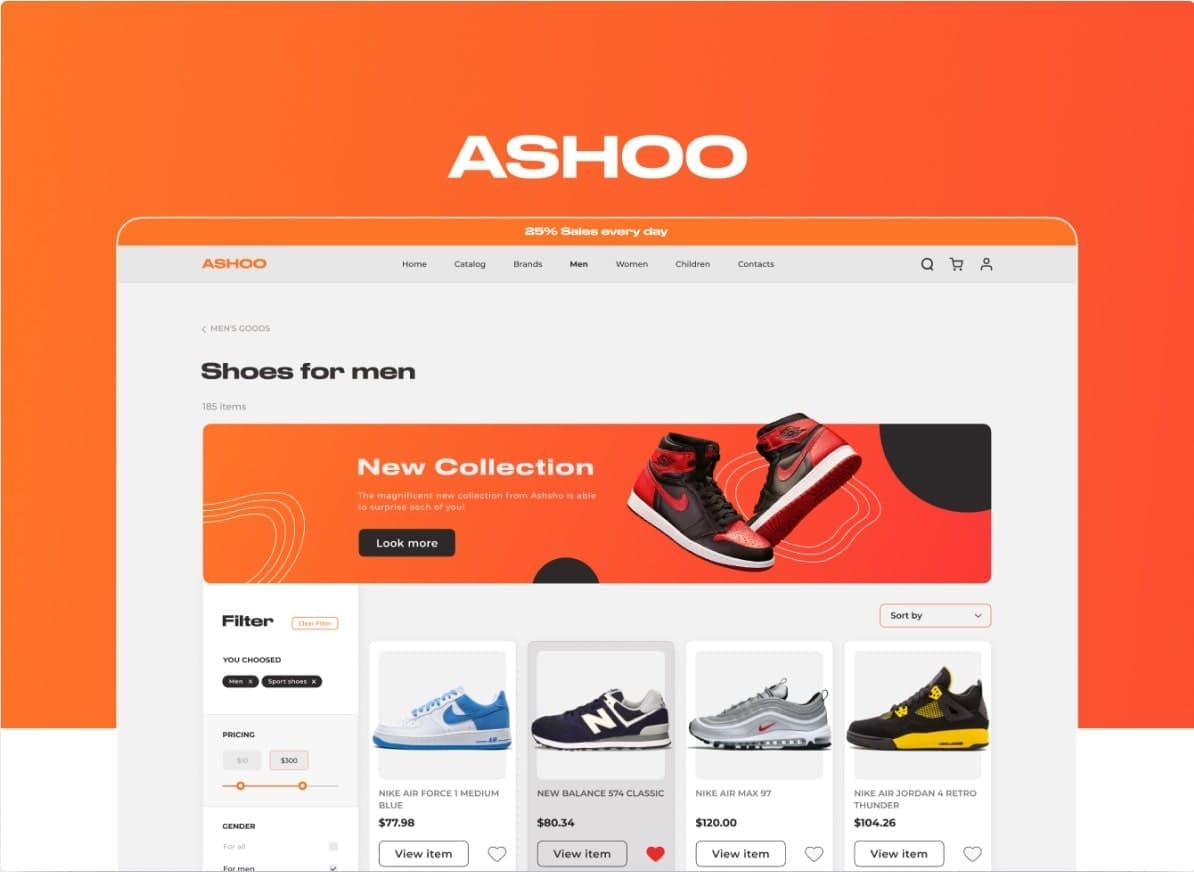 ASHOO
25% Sales every day
ASHOO Home Catalog Brands Men Women Children Contacts
MEN'S GOODS
Shoes for men
185 items
New Collection
The magnificent new collection from Ashsho is able
to surprise each of you!
Look more
Filter Clear Filter
YOU CHOOSED
Men X Sport shoes X
PRICING
$10 $300
GENDER
For all
For men
Sort by
NIKE AIR FORCE 1 MEDIUM
BLUE
$77.98
View item
N
NEW BALANCE 574 CLASSIC
$80.34
View item
NIKE AIR MAX 97
$120.00
View item
NIKE AIR JORDAN 4 RETRO
THUNDER
$104.26
View item